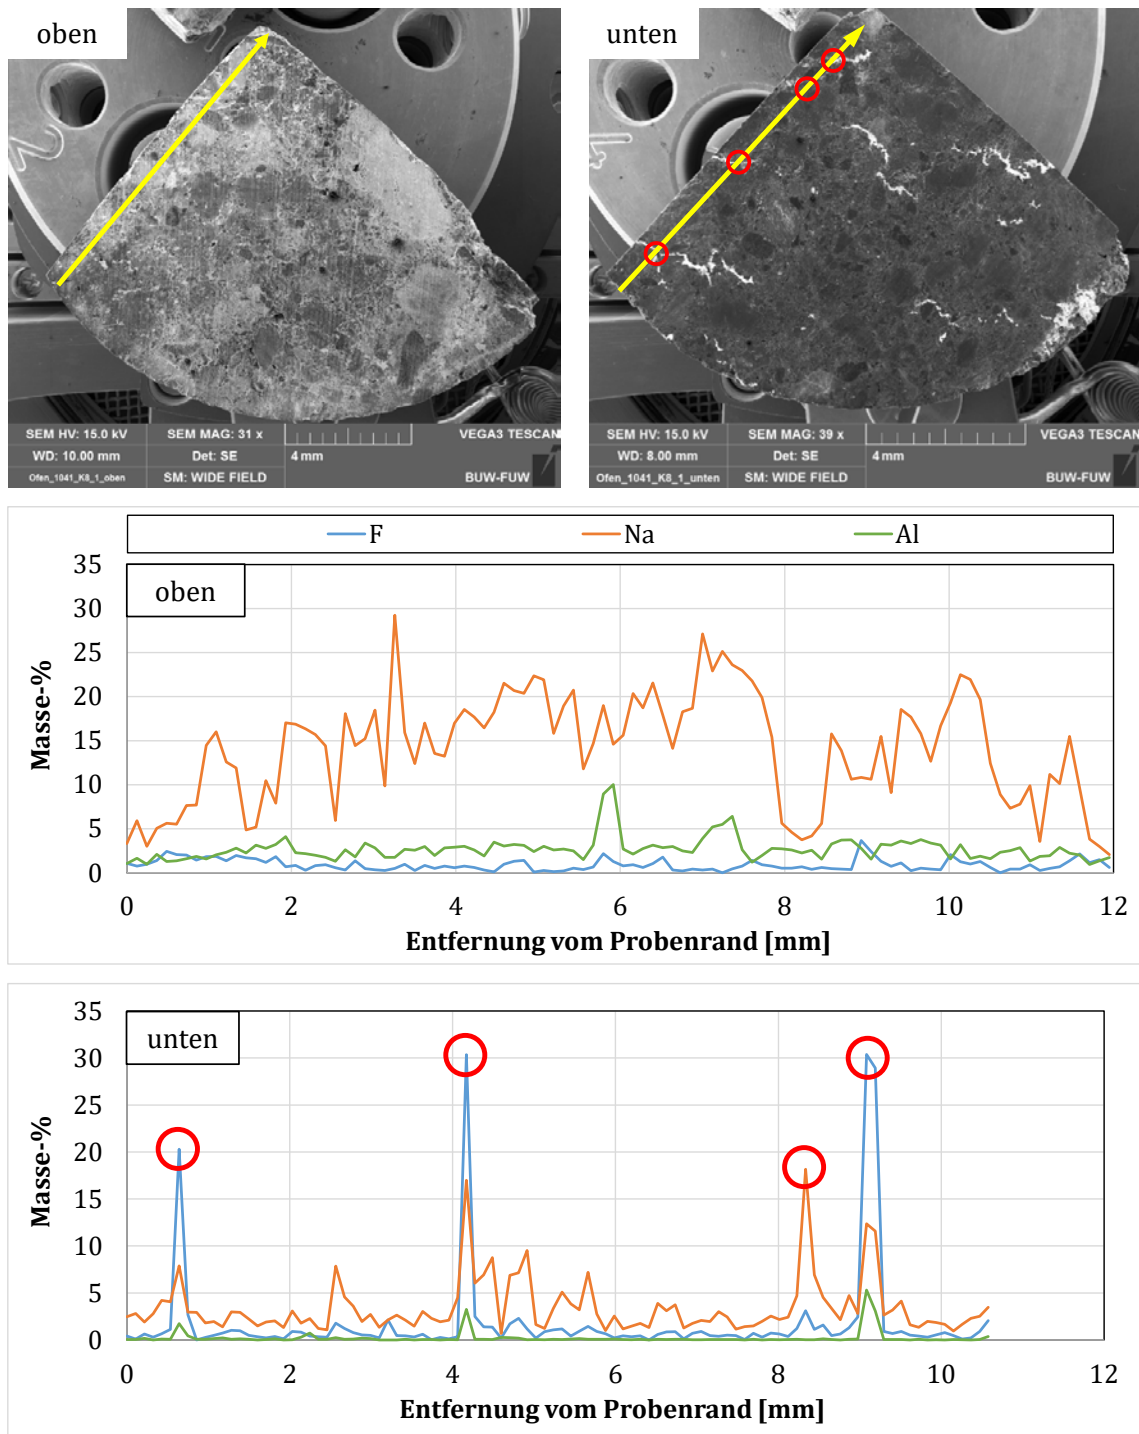 oben
SEM HV: 15.0 kV SEM MAG: 31 x VEGA3 TESCAN
WD: 10.00 mm Det: SE 4 mm
Ofen_1041_K8_1_oben SM: WIDE FIELD BUW-FUW
unten
SEM HV: 15.0 kV SEM MAG: 39 x VEGA3 TESCAN
WD: 8.00 mm Det: SE 4 mm
Ofen_1041_K8_1_unten SM: WIDE FIELD BUW-FUW
F Na Al
oben
Masse-%
35
30
25
20
15
10
5
0
0 2 4 6 8 10 12
Entfernung vom Probenrand [mm]
unten
Masse-%
35
30
25
20
15
10
5
0
0 2 4 6 8 10 12
Entfernung vom Probenrand [mm]